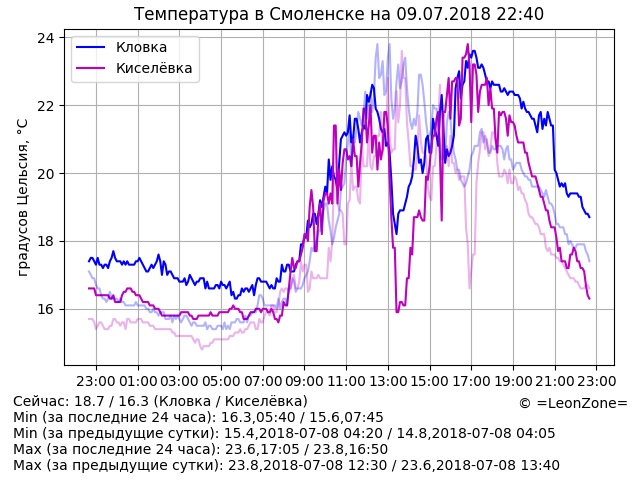 Температура в Смоленске на 09.07.2018 22:40
Кловка
Киселёвка
градусов Цельсия, °C
24
22
20
18
16
23:00 01:00 03:00 05:00 07:00 09:00 11:00 13:00 15:00 17:00 19:00 21:00 23:00
Сейчас: 18.7 / 16.3 (Кловка / Киселёвка)
© =LeonZone=
Min (за последние 24 часа): 16.3,05:40 / 15.6,07:45
Min (за предыдущие сутки): 15.4,2018-07-08 04:20 / 14.8,2018-07-08 04:05
Max (за последние 24 часа): 23.6,17:05 / 23.8,16:50
Max (за предыдущие сутки): 23.8,2018-07-08 12:30 / 23.6,2018-07-08 13:40